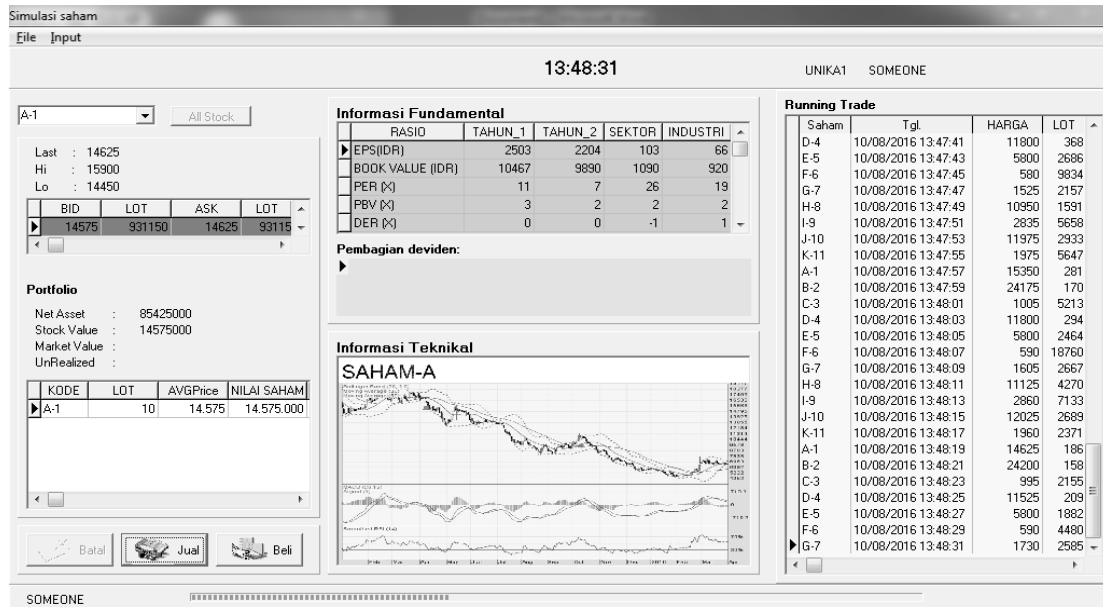 Simulasi saham
File Input
13:48:31
UNIKA1 SOMEONE
A-1
All Stock
Last : 14625
Hi : 15900
Lo : 14450
BID LOT ASK LOT
14575 931150 14625 93115
Portfolio
Net Asset : 85425000
Stock Value : 14575000
Market Value :
UnRealized :
KODE LOT AVGPrice NILAI SAHAM
A-1 10 14.575 14.575.000
Batal Jual Beli
Informasi Fundamental
RASIO TAHUN_1 TAHUN_2 SEKTOR INDUSTRI
EPS(IDR) 2503 2204 103 66
BOOK VALUE (IDR) 10467 9890 1090 920
PER (X) 11 7 26 19
PBV (X) 3 2 2 2
DER (X) 0 0 -1 1
Pembagian deviden:
Informasi Teknikal
SAHAM-A
Running Trade
Saham Tgl. HARGA LOT
D-4 10/08/2016 13:47:41 11800 368
E-5 10/08/2016 13:47:43 5800 2686
F-6 10/08/2016 13:47:45 580 9834
G-7 10/08/2016 13:47:47 1525 2157
H-8 10/08/2016 13:47:49 10950 1591
I-9 10/08/2016 13:47:51 2835 5658
J-10 10/08/2016 13:47:53 11975 2933
K-11 10/08/2016 13:47:55 1975 5647
A-1 10/08/2016 13:47:57 15350 281
B-2 10/08/2016 13:47:59 24175 170
C-3 10/08/2016 13:48:01 1005 5213
D-4 10/08/2016 13:48:03 11800 294
E-5 10/08/2016 13:48:05 5800 2464
F-6 10/08/2016 13:48:07 590 18760
G-7 10/08/2016 13:48:09 1605 2667
H-8 10/08/2016 13:48:11 11125 4270
I-9 10/08/2016 13:48:13 2860 7133
J-10 10/08/2016 13:48:15 12025 2689
K-11 10/08/2016 13:48:17 1960 2371
A-1 10/08/2016 13:48:19 14625 186
B-2 10/08/2016 13:48:21 24200 158
C-3 10/08/2016 13:48:23 995 2155
D-4 10/08/2016 13:48:25 11525 209
E-5 10/08/2016 13:48:27 5800 1882
F-6 10/08/2016 13:48:29 590 4480
G-7 10/08/2016 13:48:31 1730 2585
SOMEONE